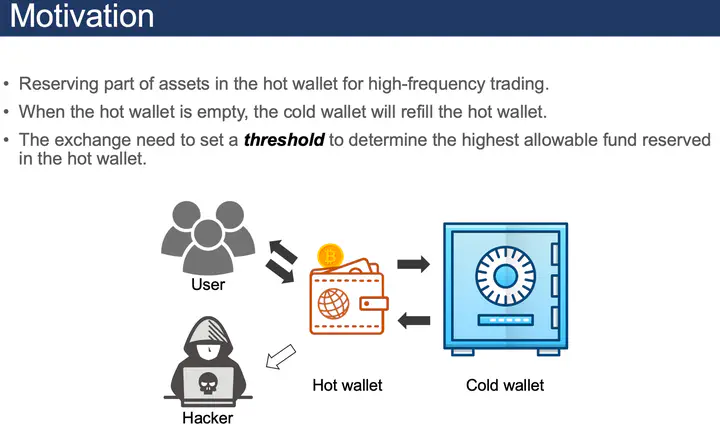 Motivation
• Reserving part of assets in the hot wallet for high-frequency trading.
• When the hot wallet is empty, the cold wallet will refill the hot wallet.
• The exchange need to set a threshold to determine the highest allowable fund reserved
in the hot wallet.
User
Hot wallet
Cold wallet
Hacker